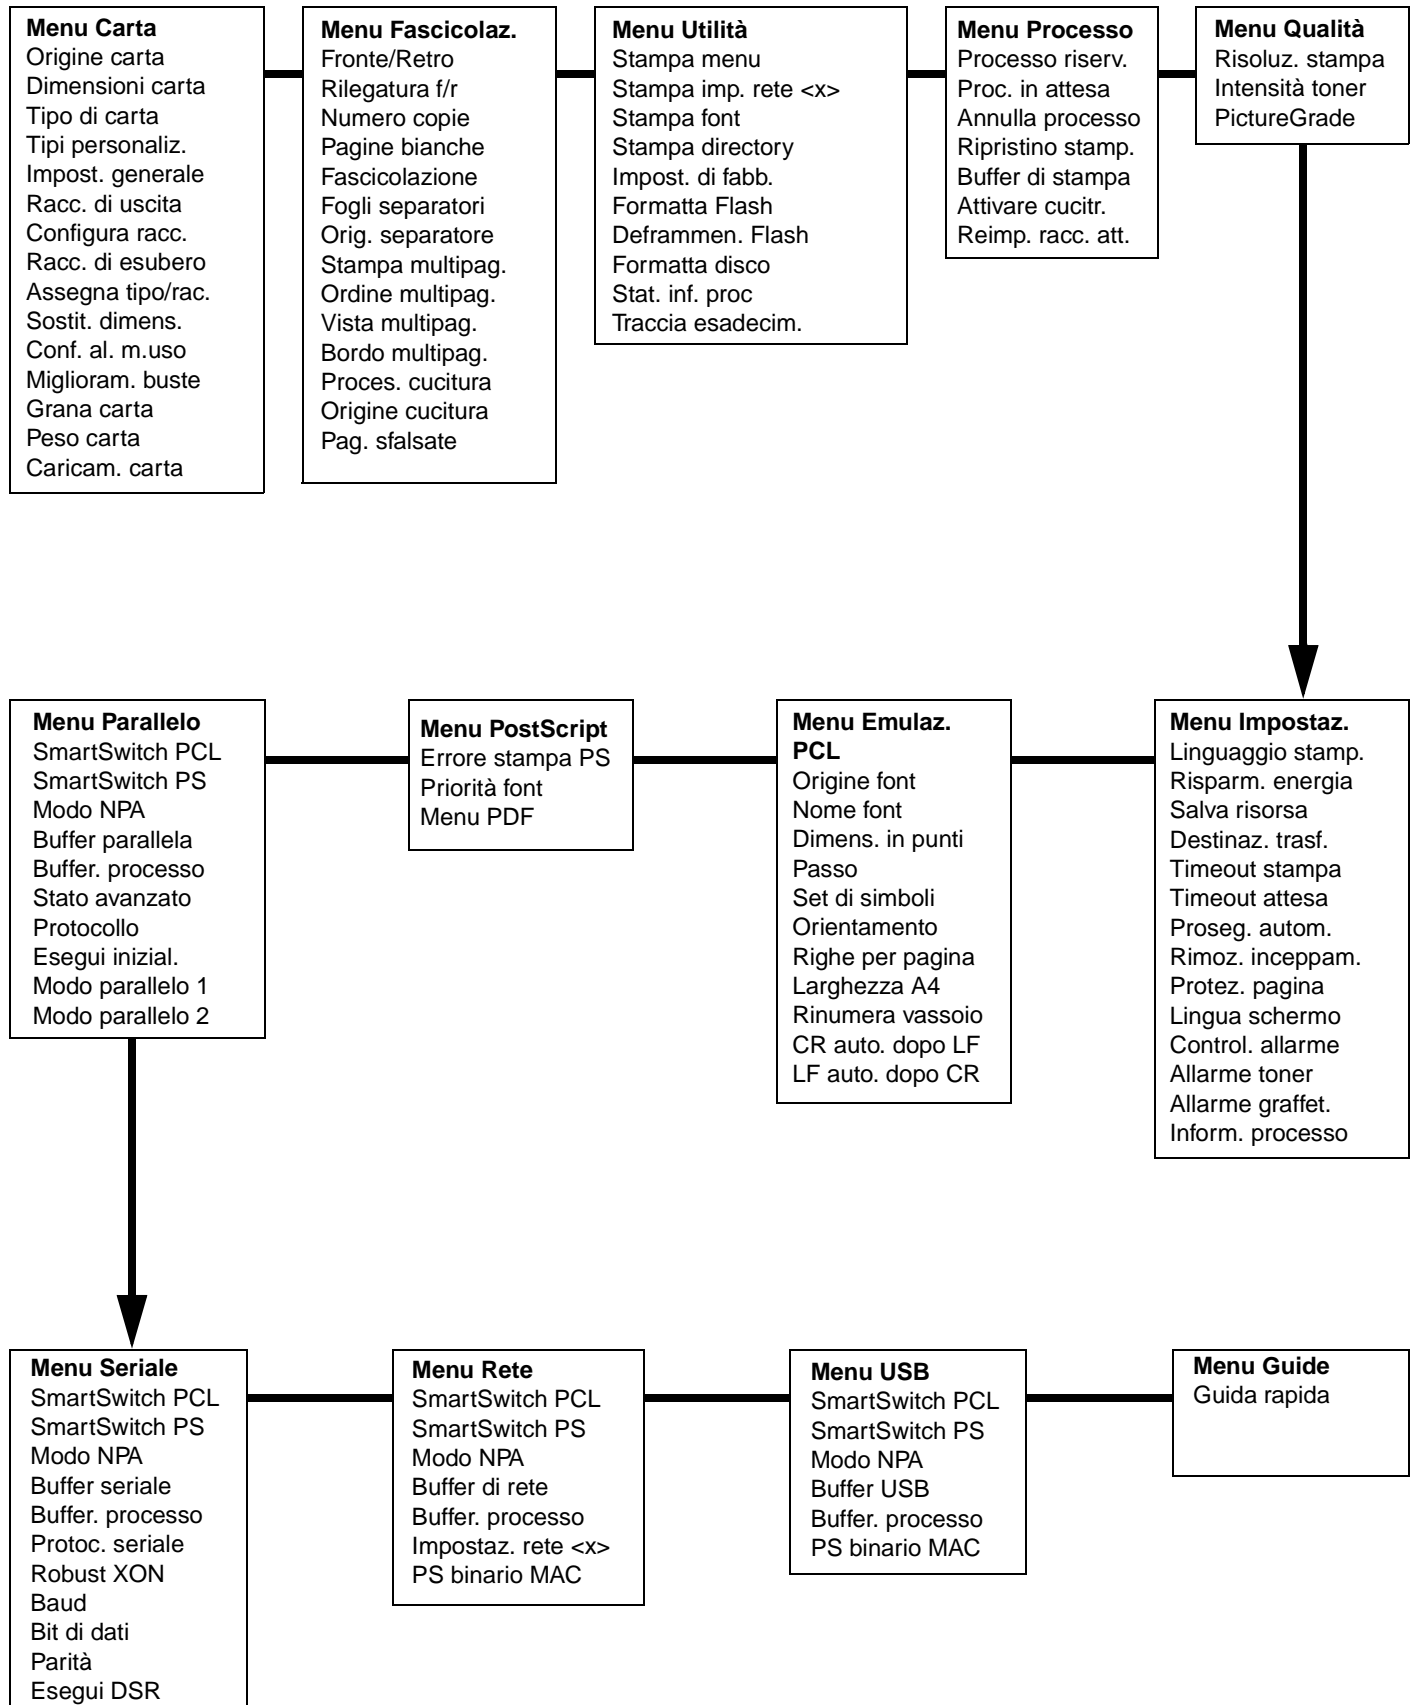 Menu Carta
Origine carta
Dimensioni carta
Tipo di carta
Tipi personaliz.
Impost. generale
Racc. di uscita
Configura racc.
Racc. di esubero
Assegna tipo/rac.
Sostit. dimens.
Conf. al. m.uso
Miglioram. buste
Grana carta
Peso carta
Caricam. carta
Menu Fascicolaz.
Fronte/Retro
Rilegatura f/r
Numero copie
Pagine bianche
Fascicolazione
Fogli separatori
Orig. separatore
Stampa multipag.
Ordine multipag.
Vista multipag.
Bordo multipag.
Proces. cucitura
Origine cucitura
Pag. sfalsate
Menu Utilità
Stampa menu
Stampa imp. rete <x>
Stampa font
Stampa directory
Impost. di fabb.
Formatta Flash
Deframmen. Flash
Formatta disco
Stat. inf. proc
Traccia esadecim.
Menu Processo
Processo riserv.
Proc. in attesa
Annulla processo
Ripristino stamp.
Buffer di stampa
Attivare cucitr.
Reimp. racc. att.
Menu Qualità
Risoluz. stampa
Intensità toner
PictureGrade
Menu Parallelo
SmartSwitch PCL
SmartSwitch PS
Modo NPA
Buffer parallela
Buffer. processo
Stato avanzato
Protocollo
Esegui inizial.
Modo parallelo 1
Modo parallelo 2
Menu PostScript
Errore stampa PS
Priorità font
Menu PDF
Menu Emulaz.
PCL
Origine font
Nome font
Dimens. in punti
Passo
Set di simboli
Orientamento
Righe per pagina
Larghezza A4
Rinumera vassoio
CR auto. dopo LF
LF auto. dopo CR
Menu Impostaz.
Linguaggio stamp.
Risparm. energia
Salva risorsa
Destinaz. trasf.
Timeout stampa
Timeout attesa
Proseg. autom.
Rimoz. inceppam.
Protez. pagina
Lingua schermo
Control. allarme
Allarme toner
Allarme graffet.
Inform. processo
Menu Seriale
SmartSwitch PCL
SmartSwitch PS
Modo NPA
Buffer seriale
Buffer. processo
Protoc. seriale
Robust XON
Baud
Bit di dati
Parità
Esegui DSR
Menu Rete
SmartSwitch PCL
SmartSwitch PS
Modo NPA
Buffer di rete
Buffer. processo
Impostaz. rete <x>
PS binario MAC
Menu USB
SmartSwitch PCL
SmartSwitch PS
Modo NPA
Buffer USB
Buffer. processo
PS binario MAC
Menu Guide
Guida rapida